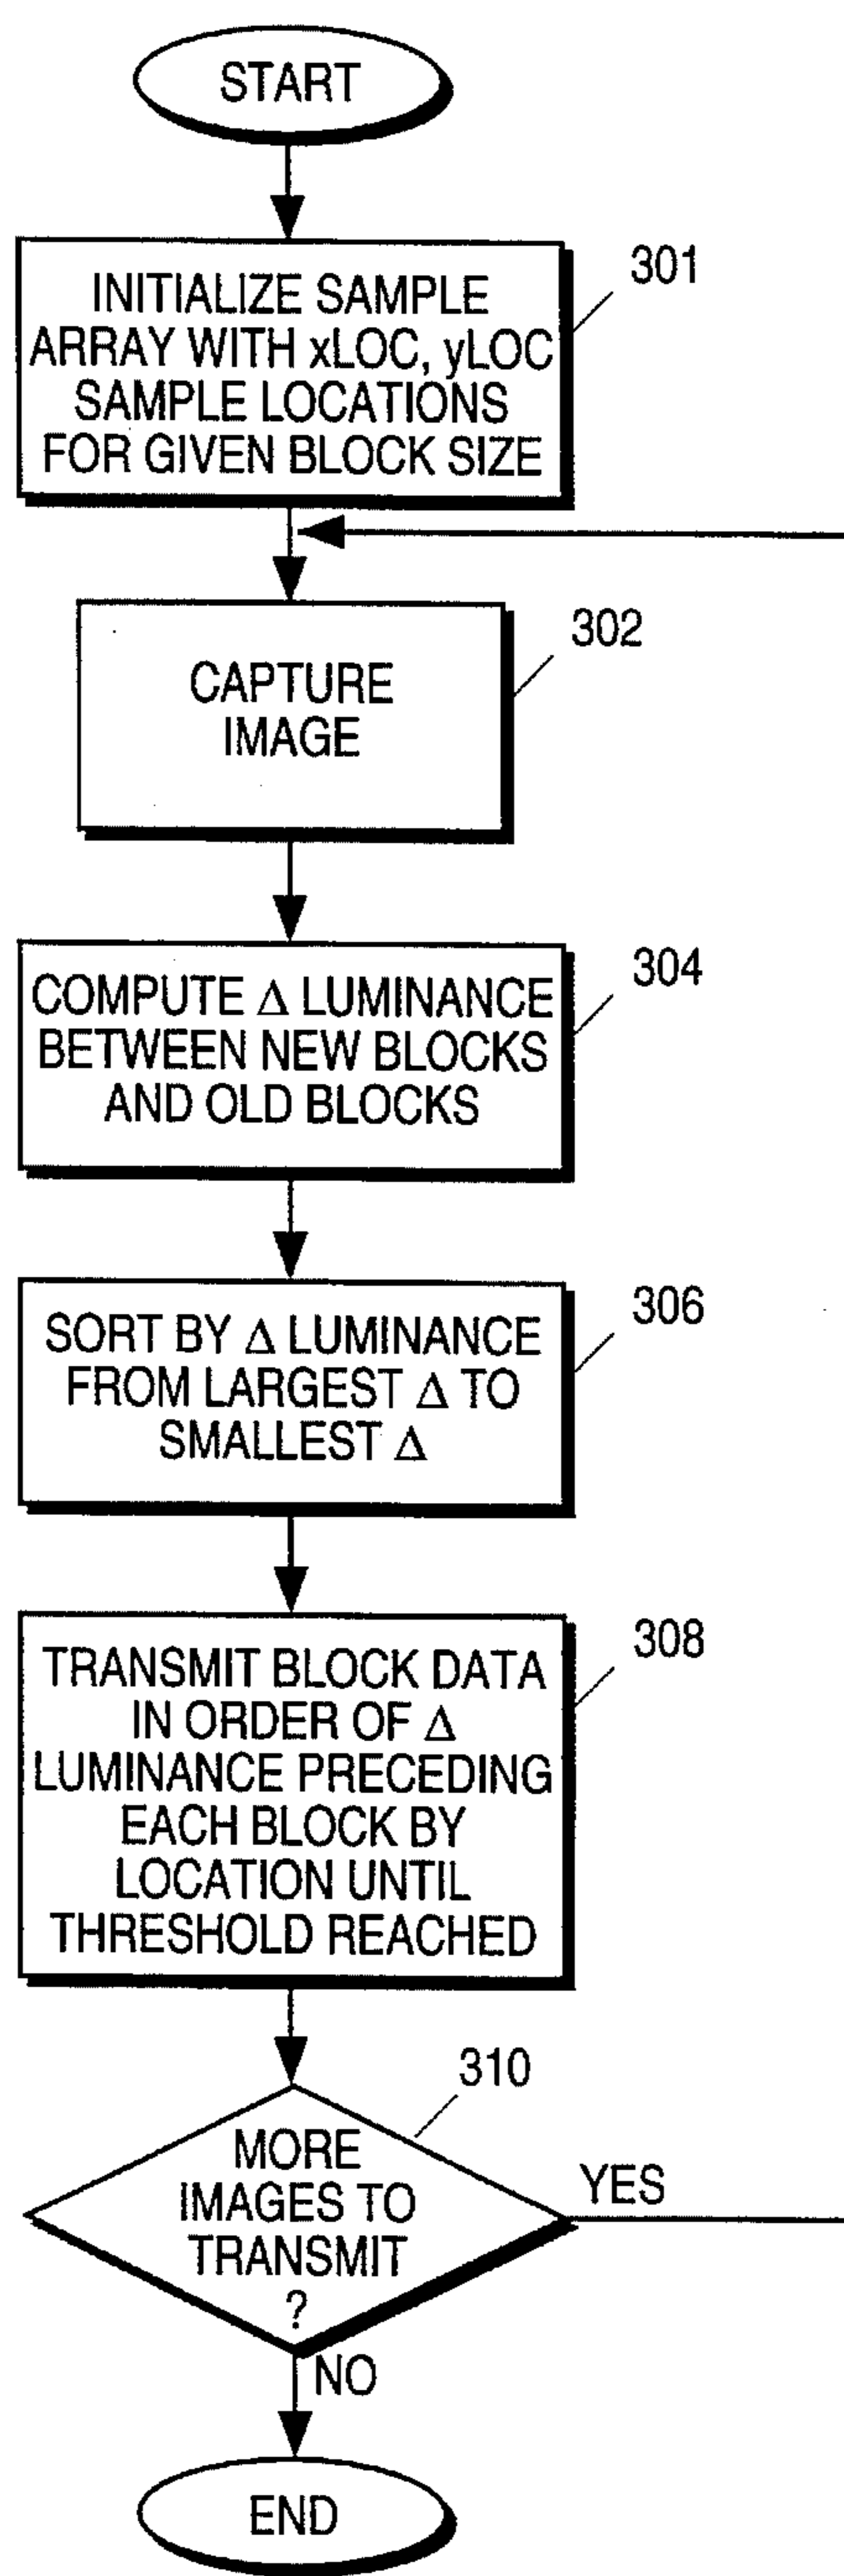 START
301
INITIALIZE SAMPLE
ARRAY WITH xLOC, yLOC
SAMPLE LOCATIONS
FOR GIVEN BLOCK SIZE
302
CAPTURE
IMAGE
304
COMPUTE Δ LUMINANCE
BETWEEN NEW BLOCKS
AND OLD BLOCKS
306
SORT BY Δ LUMINANCE
FROM LARGEST Δ TO
SMALLEST Δ
308
TRANSMIT BLOCK DATA
IN ORDER OF Δ
LUMINANCE PRECEDING
EACH BLOCK BY
LOCATION UNTIL
THRESHOLD REACHED
310
MORE
IMAGES TO
TRANSMIT
?
YES
NO
END